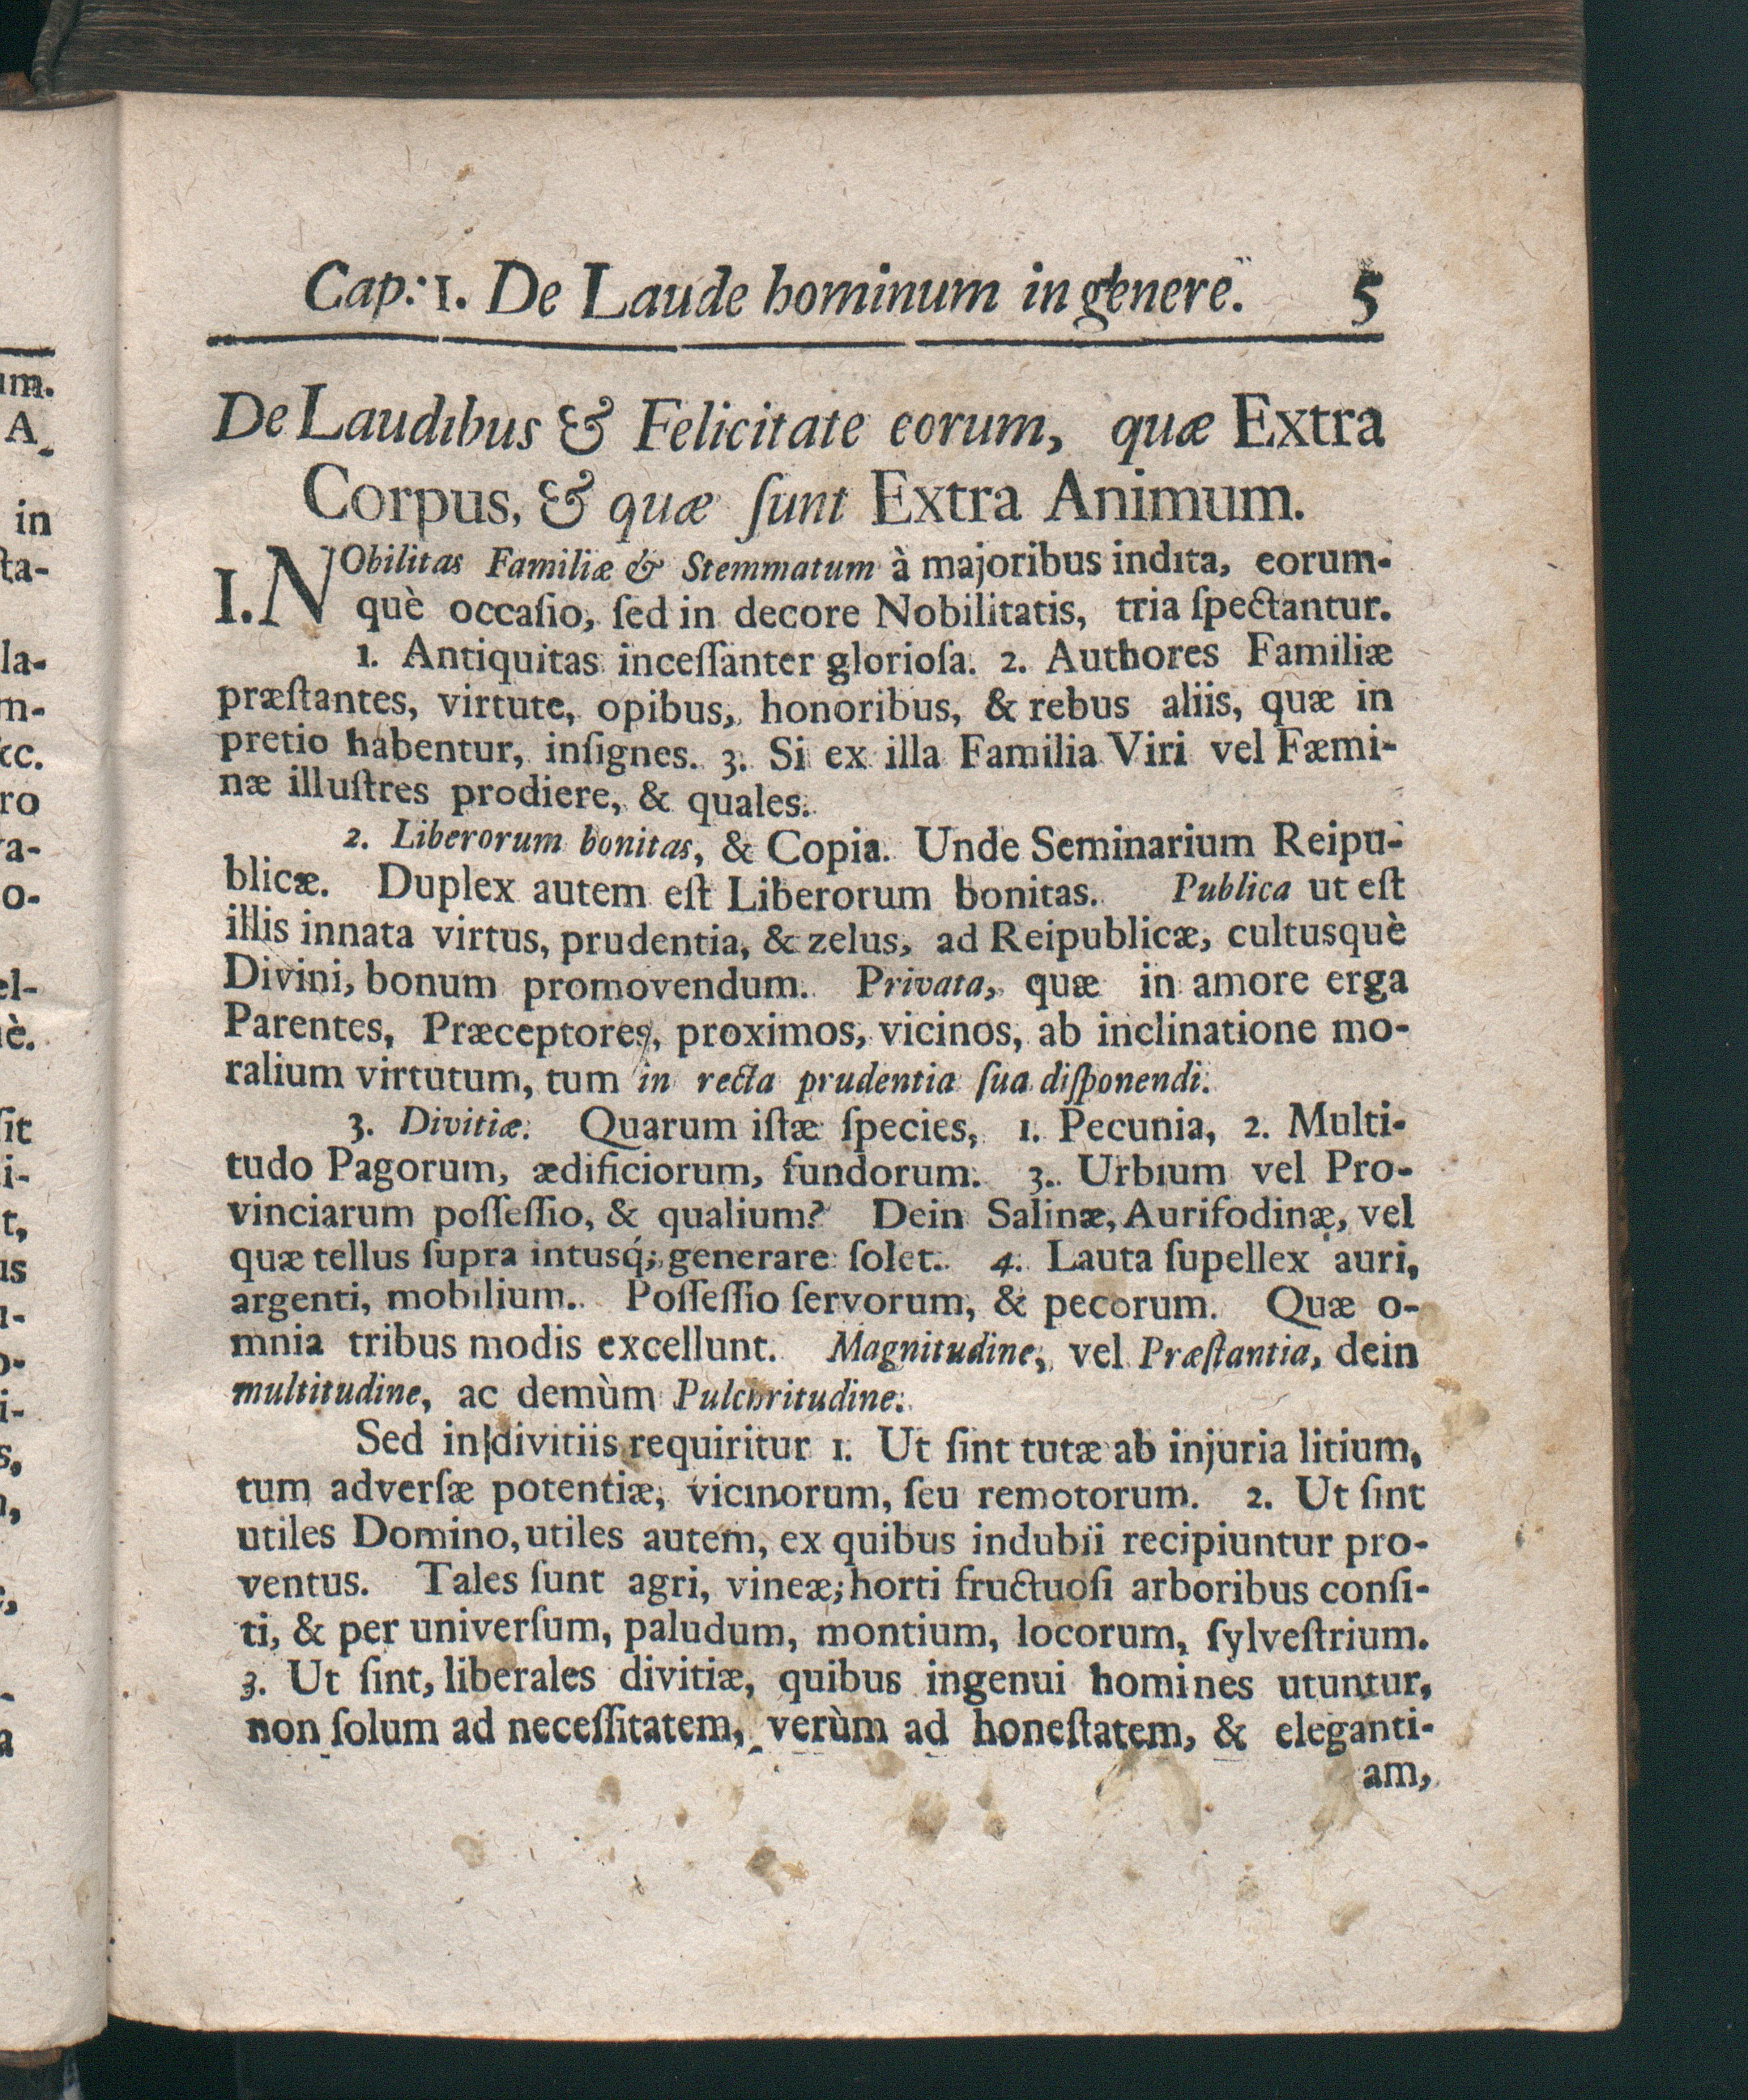 Cap: 1. De Laude hominum in genere. 5
De Laudibus & Felicitate eorum, quæ Extra
Corpus, & quæ ſunt Extra Animum.
I. NObilitas Familiæ & Stemmatum à majoribus indita, eorum-
què occaſio, ſed in decore Nobilitatis, tria ſpectantur.
1. Antiquitas inceſſanter glorioſa. 2. Authores Familiæ
præſtantes, virtute, opibus, honoribus, & rebus aliis, quæ in
pretio habentur, inſignes. 3. Si ex illa Familia Viri vel Fæmi-
næ illuſtres prodiere, & quales.
2. Liberorum bonitas, & Copia. Unde Seminarium Reipu-
blicæ. Duplex autem eſt Liberorum bonitas. Publica ut eſt
illis innata virtus, prudentia, & zelus, ad Reipublicæ, cultusquè
Divini, bonum promovendum. Privata, quæ in amore erga
Parentes, Præceptores, proximos, vicinos, ab inclinatione mo-
ralium virtutum, tum in recta prudentia ſua diſponendi.
3. Divitiæ. Quarum iſtæ ſpecies, 1. Pecunia, 2. Multi-
tudo Pagorum, ædificiorum, fundorum. 3. Urbium vel Pro-
vinciarum poſſeſſio, & qualium? Dein Salinæ, Aurifodinæ, vel
quæ tellus ſupra intusq́; generare ſolet. 4. Lauta ſupellex auri,
argenti, mobilium. Poſſeſſio ſervorum, & pecorum. Quæ o-
mnia tribus modis excellunt. Magnitudine, vel Præſtantia, dein
multitudine, ac demùm Pulchritudine.
Sed in divitiis requiritur 1. Ut ſint tutæ ab injuria litium,
tum adverſæ potentiæ, vicinorum, ſeu remotorum. 2. Ut ſint
utiles Domino, utiles autem, ex quibus indubii recipiuntur pro-
ventus. Tales ſunt agri, vineæ; horti fructuoſi arboribus conſi-
ti, & per univerſum, paludum, montium, locorum, ſylveſtrium.
3. Ut ſint, liberales divitiæ, quibus ingenui homines utuntur,
non ſolum ad neceſſitatem, verùm ad honeſtatem, & eleganti-
am,